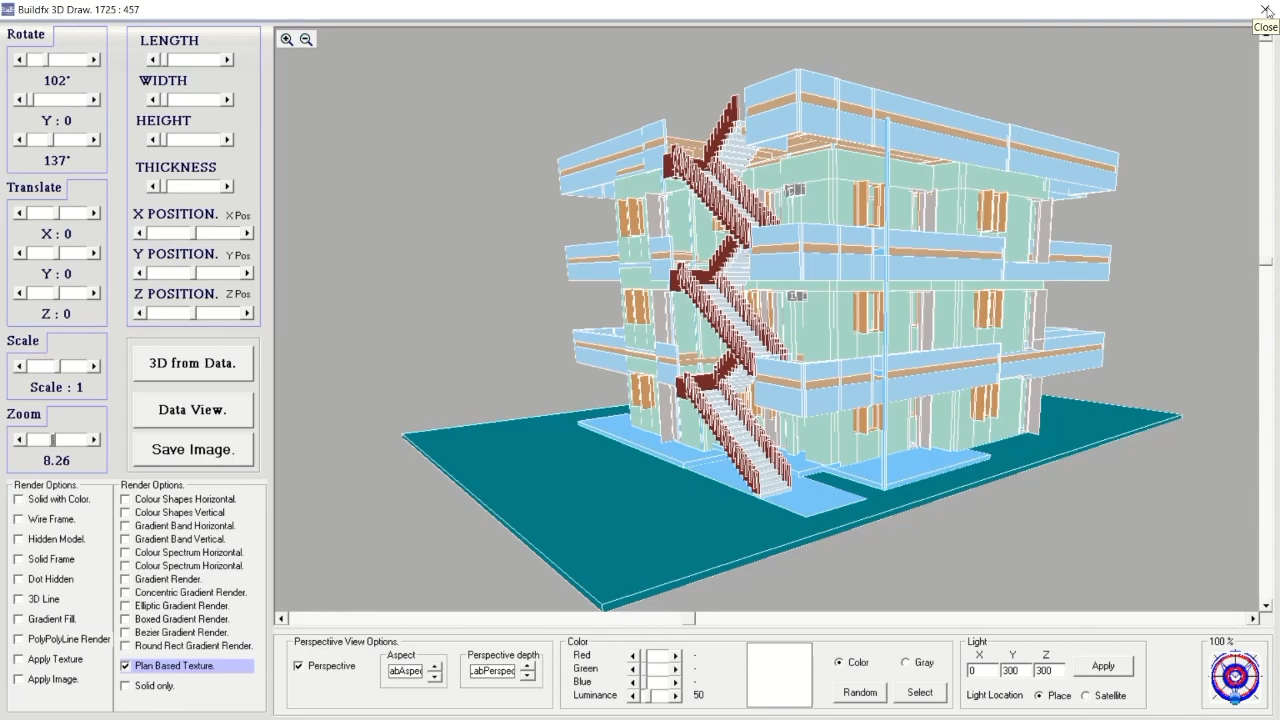 Buildfx 3D Draw. 1725 : 457
Close
Rotate
102°
Y : 0
137°
Translate
X : 0
Y : 0
Z : 0
Scale
Scale : 1
Zoom
8.26
LENGTH
WIDTH
HEIGHT
THICKNESS
X POSITION. X Pos
Y POSITION. Y Pos
Z POSITION. Z Pos
3D from Data.
Data View.
Save Image.
Render Options.
Solid with Color.
Wire Frame.
Hidden Model.
Solid Frame
Dot Hidden
3D Line
Gradient Fill.
PolyPolyLine Render
Apply Texture
Apply Image.
Render Options.
Colour Shapes Horizontal.
Colour Shapes Vertical
Gradient Band Horizontal.
Gradient Band Vertical.
Colour Spectrum Horizontal.
Colour Spectrum Horizontal.
Gradient Render.
Concentric Gradient Render.
Elliptic Gradient Render.
Boxed Gradient Render.
Bezier Gradient Render.
Round Rect Gradient Render.
Plan Based Texture.
Solid only.
Perspective View Options.
Perspective
Aspect
abAspec
Perspective depth
.abPerspec
Color
Red -
Green -
Blue -
Luminance 50
Color Gray
Random Select
Light
X Y Z
0 300 300 Apply
Light Location Place Satellite
100 %